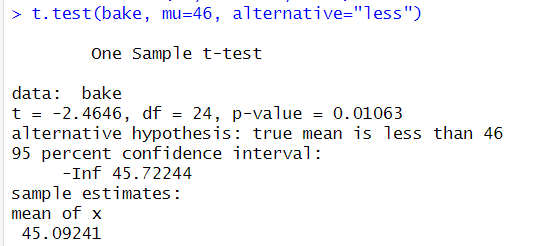 > t.test(bake, mu=46, alternative="less")
One Sample t-test
data: bake
t = -2.4646, df = 24, p-value = 0.01063
alternative hypothesis: true mean is less than 46
95 percent confidence interval:
-Inf 45.72244
sample estimates:
mean of x
45.09241